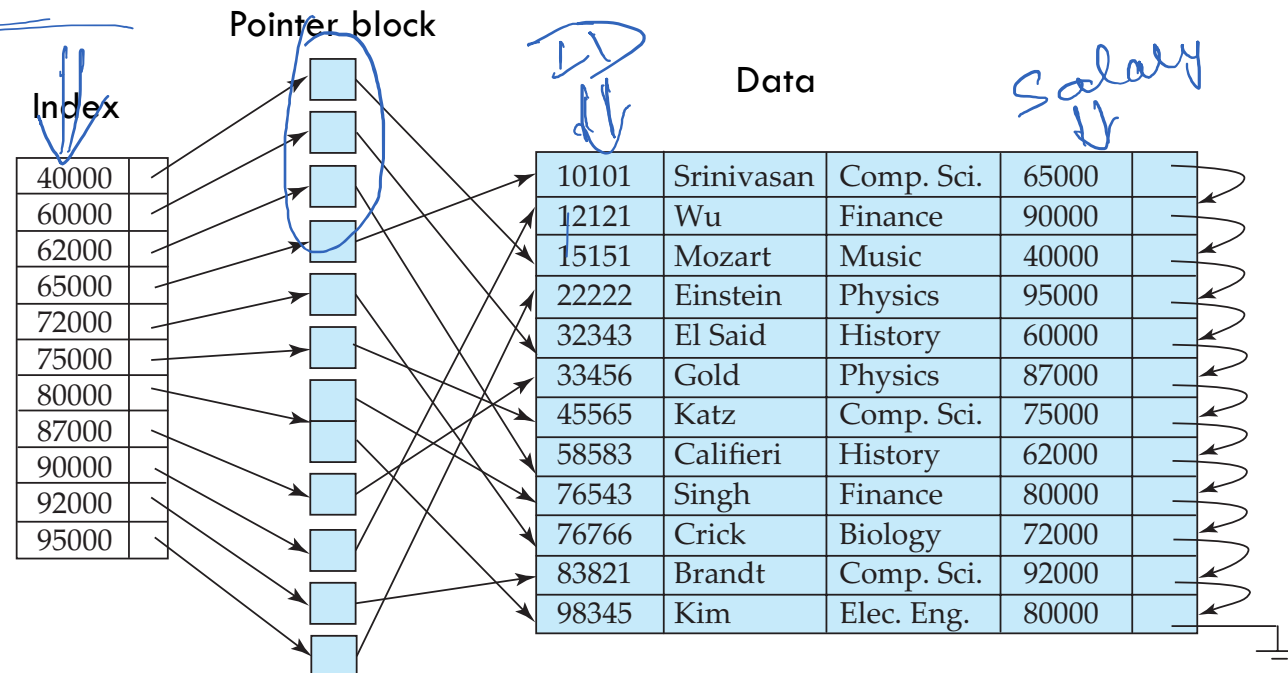 Pointer block
ID
Data
Salary
Index
40000
60000
62000
65000
72000
75000
80000
87000
90000
92000
95000
10101 Srinivasan Comp. Sci. 65000
12121 Wu Finance 90000
15151 Mozart Music 40000
22222 Einstein Physics 95000
32343 El Said History 60000
33456 Gold Physics 87000
45565 Katz Comp. Sci. 75000
58583 Califieri History 62000
76543 Singh Finance 80000
76766 Crick Biology 72000
83821 Brandt Comp. Sci. 92000
98345 Kim Elec. Eng. 80000